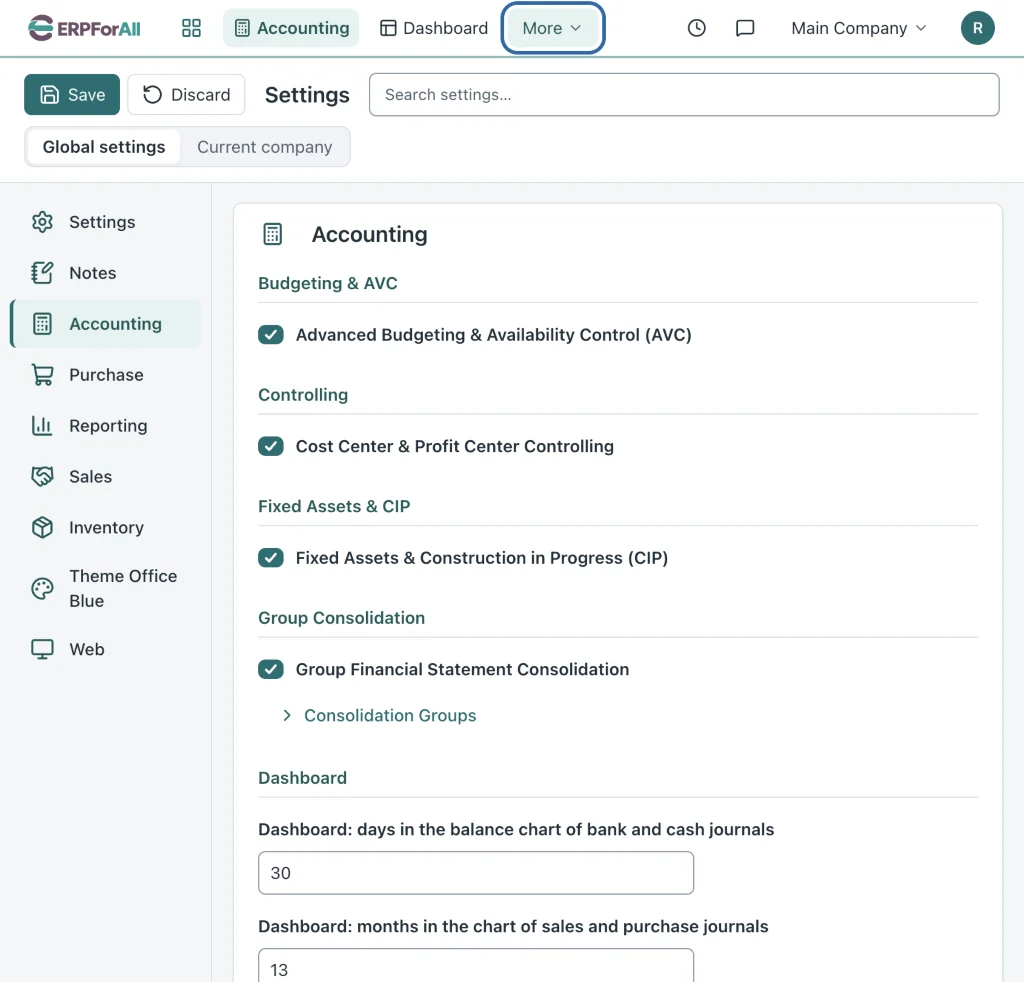 ERPForAll
Accounting
Dashboard
More
Main Company
R
Save
Discard
Settings
Search settings...
Global settings
Current company
Settings
Notes
Accounting
Purchase
Reporting
Sales
Inventory
Theme Office
Blue
Web
Accounting
Budgeting & AVC
Advanced Budgeting & Availability Control (AVC)
Controlling
Cost Center & Profit Center Controlling
Fixed Assets & CIP
Fixed Assets & Construction in Progress (CIP)
Group Consolidation
Group Financial Statement Consolidation
Consolidation Groups
Dashboard
Dashboard: days in the balance chart of bank and cash journals
30
Dashboard: months in the chart of sales and purchase journals
13